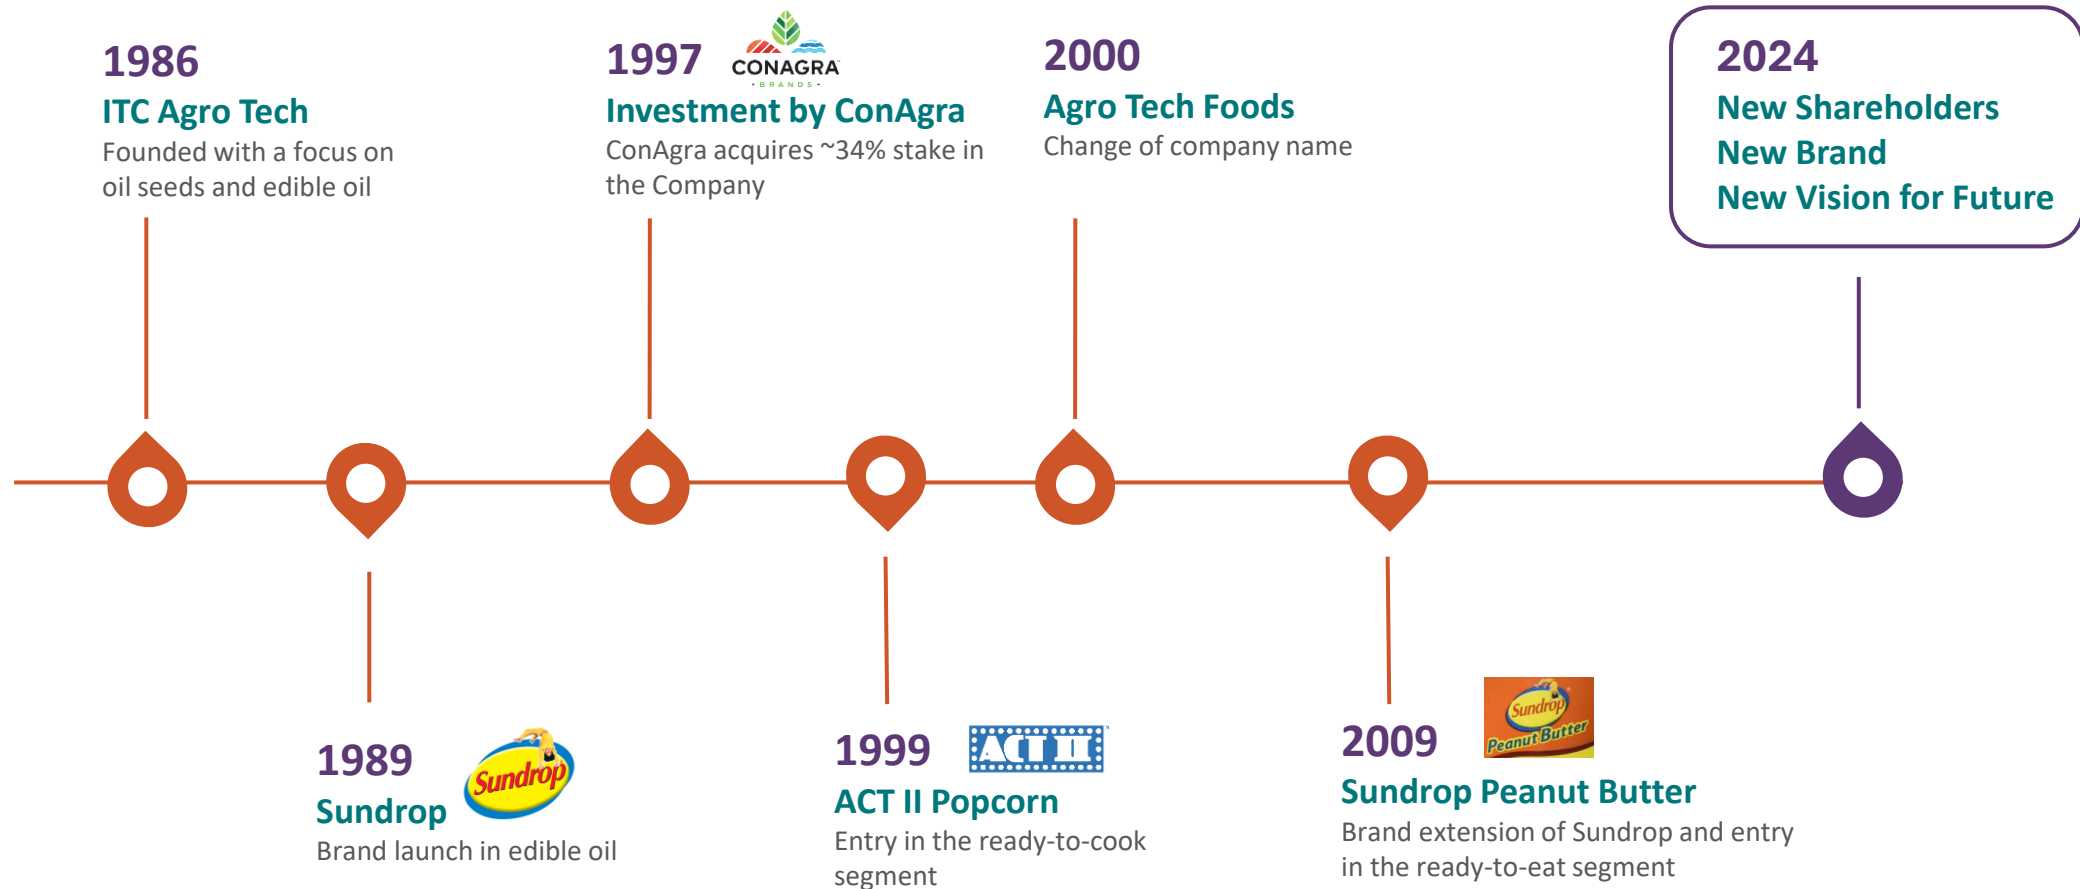 1986
ITC Agro Tech
Founded with a focus on
oil seeds and edible oil
1997
CONAGRA
BRANDS
Investment by ConAgra
ConAgra acquires ~34% stake in
the Company
2000
Agro Tech Foods
Change of company name
2024
New Shareholders
New Brand
New Vision for Future
1989
Sundrop
Sundrop
Brand launch in edible oil
1999
ACT II
ACT II Popcorn
Entry in the ready-to-cook
segment
2009
Sundrop
Peanut Butter
Sundrop Peanut Butter
Brand extension of Sundrop and entry
in the ready-to-eat segment